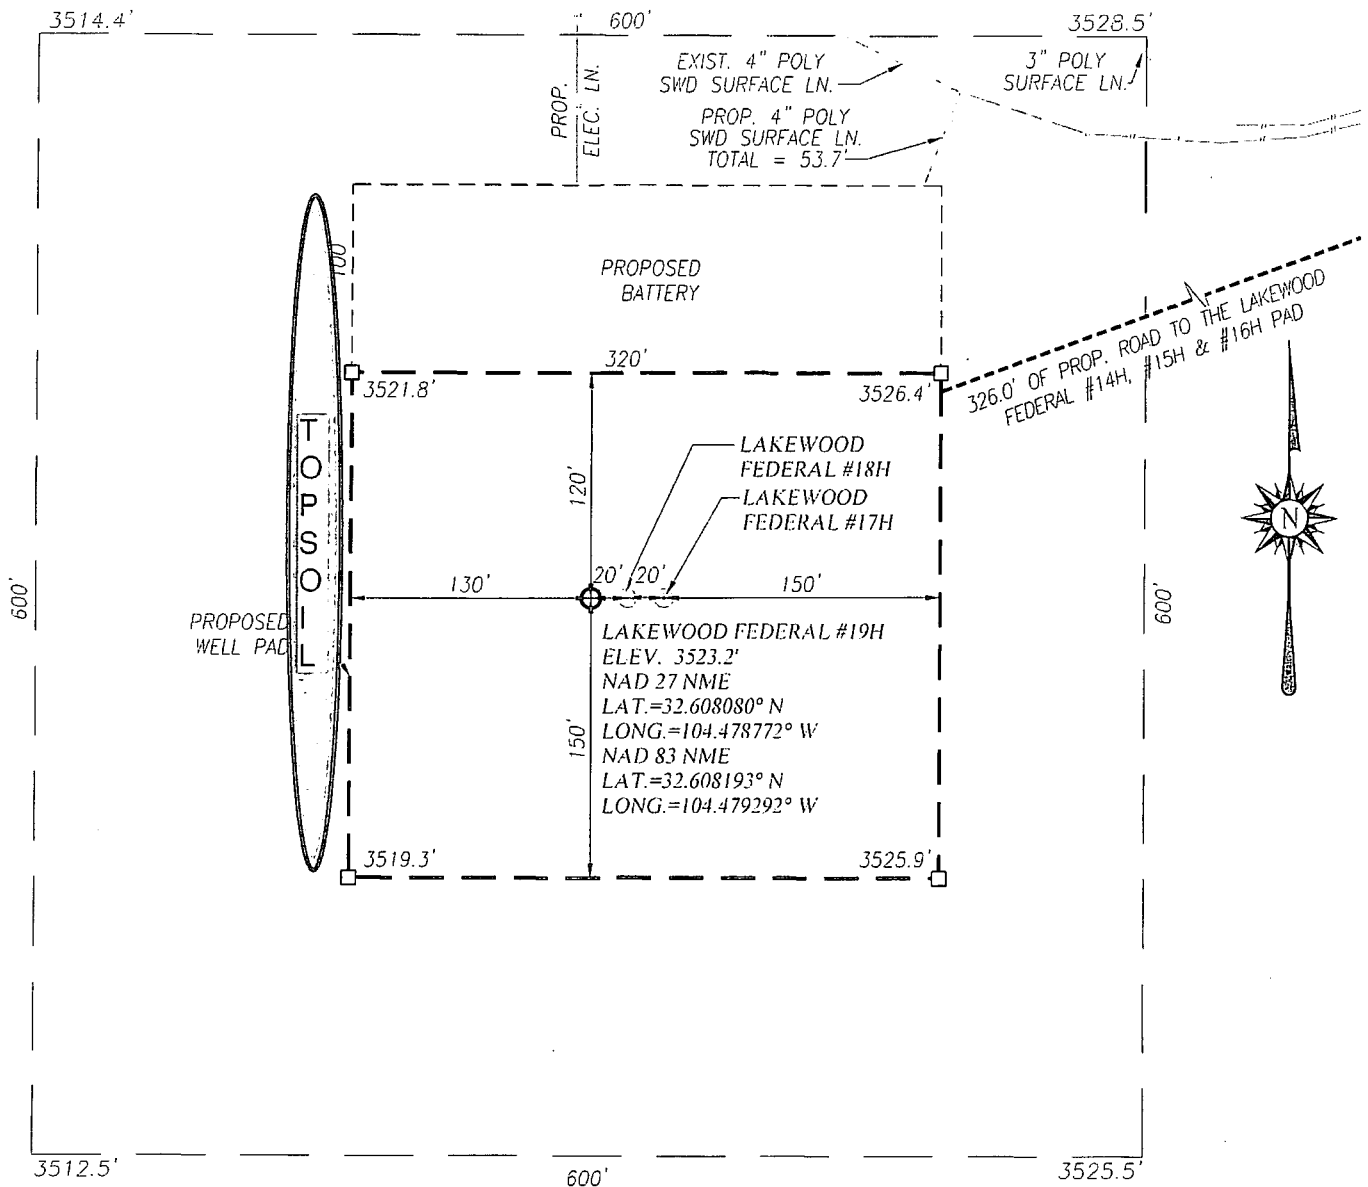 3514.4'
600'
3528.5'
EXIST. 4" POLY
SWD SURFACE LN.
3" POLY
SURFACE LN.
PROP.
ELEC. LN.
PROP. 4" POLY
SWD SURFACE LN.
TOTAL = 53.7'
100'
PROPOSED
BATTERY
320'
3521.8'
3526.4'
326.0' OF PROP. ROAD TO THE LAKEWOOD
FEDERAL #14H, #15H & #16H PAD
TOPSOIL
LAKEWOOD
FEDERAL #18H
LAKEWOOD
FEDERAL #17H
120'
N
130'
20'
20'
150'
600'
600'
PROPOSED
WELL PAD
LAKEWOOD FEDERAL #19H
ELEV. 3523.2'
NAD 27 NME
LAT.=32.608080° N
LONG.=104.478772° W
NAD 83 NME
LAT.=32.608193° N
LONG.=104.479292° W
150'
3519.3'
3525.9'
3512.5'
600'
3525.5'